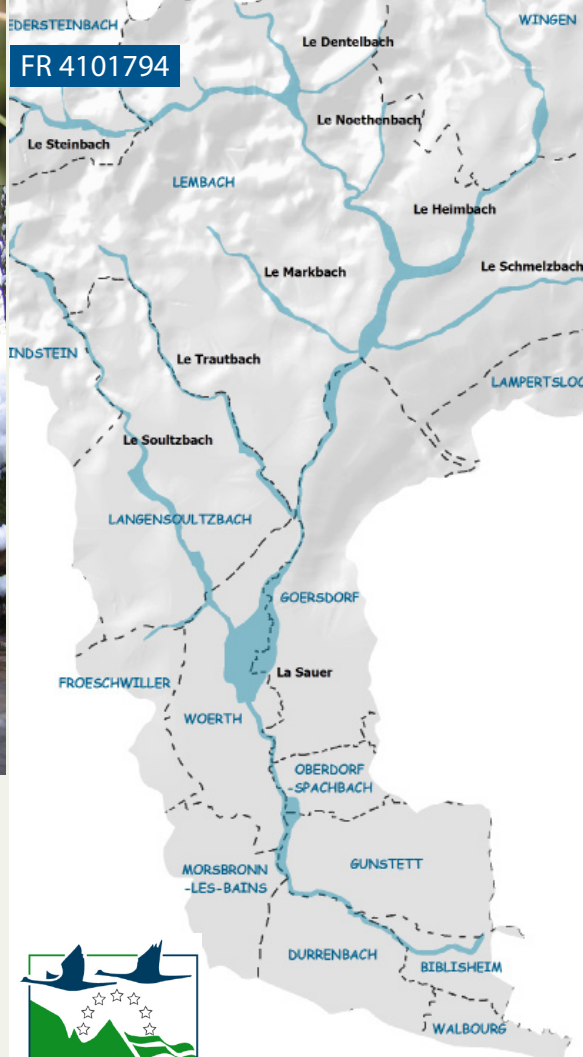 EDERSTEINBACH
WINGEN
Le Dentelbach
FR 4101794
Le Noethenbach
Le Steinbach
LEMBACH
Le Heimbach
Le Markbach
Le Schmelzbach
INDSTEIN
Le Trautbach
LAMPERTSLOC
Le Soultzbach
LANGENSOULTZBACH
GOERSDORF
La Sauer
FROESCHWILLER
WOERTH
OBERDORF
-SPACHBACH
MORSBRONN
-LES-BAINS
GUNSTETT
DURRENBACH
BIBLISHEIM
WALBOURG